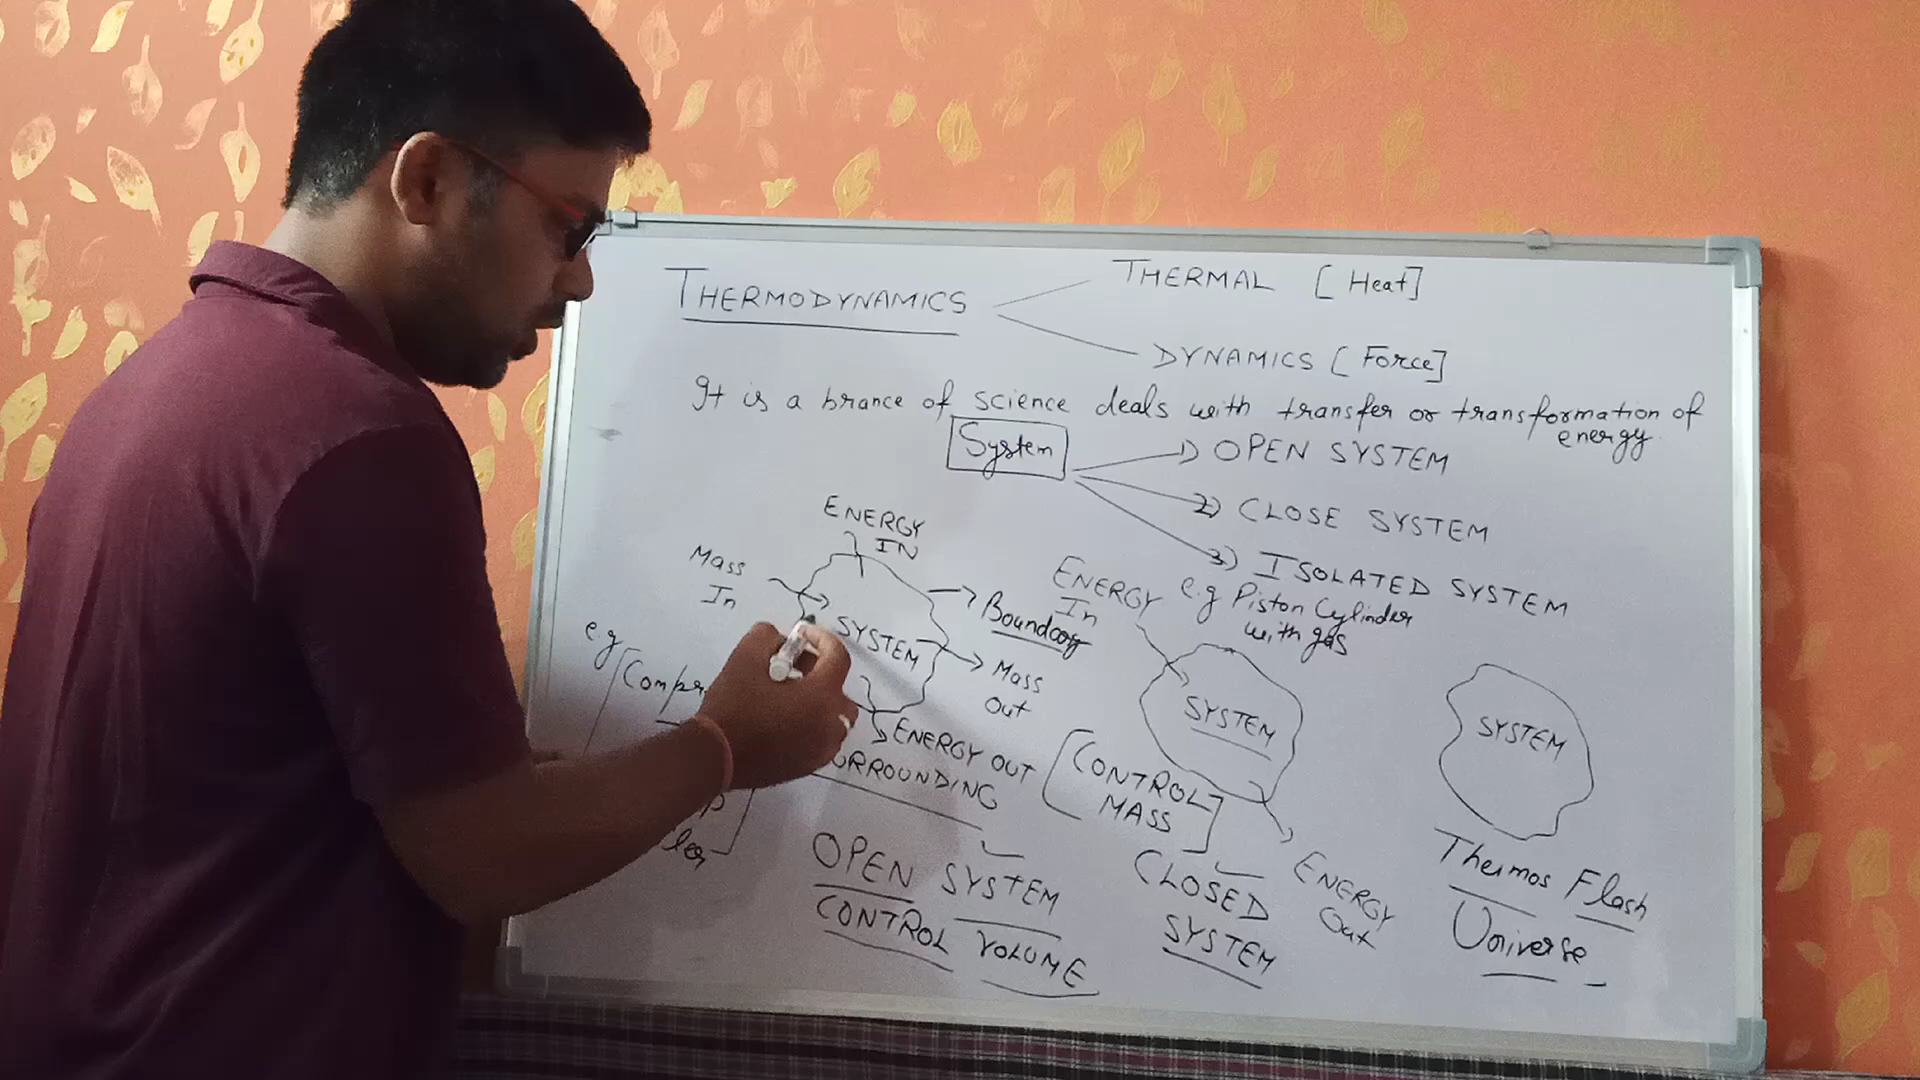 THERMODYNAMICS
THERMAL [Heat]
DYNAMICS [Force]
It is a brance of science deals with transfer or transformation of
energy
System
1) OPEN SYSTEM
2) CLOSE SYSTEM
3) ISOLATED SYSTEM
ENERGY
IN
Mass
In
SYSTEM
Boundary
Mass
Out
ENERGY OUT
e.g
OPEN SYSTEM
CONTROL VOLUME
ENERGY
In
e.g Piston Cylinder
with gas
SYSTEM
[CONTROL
MASS]
CLOSED
SYSTEM
ENERGY
Out
SYSTEM
Thermos Flash
Universe